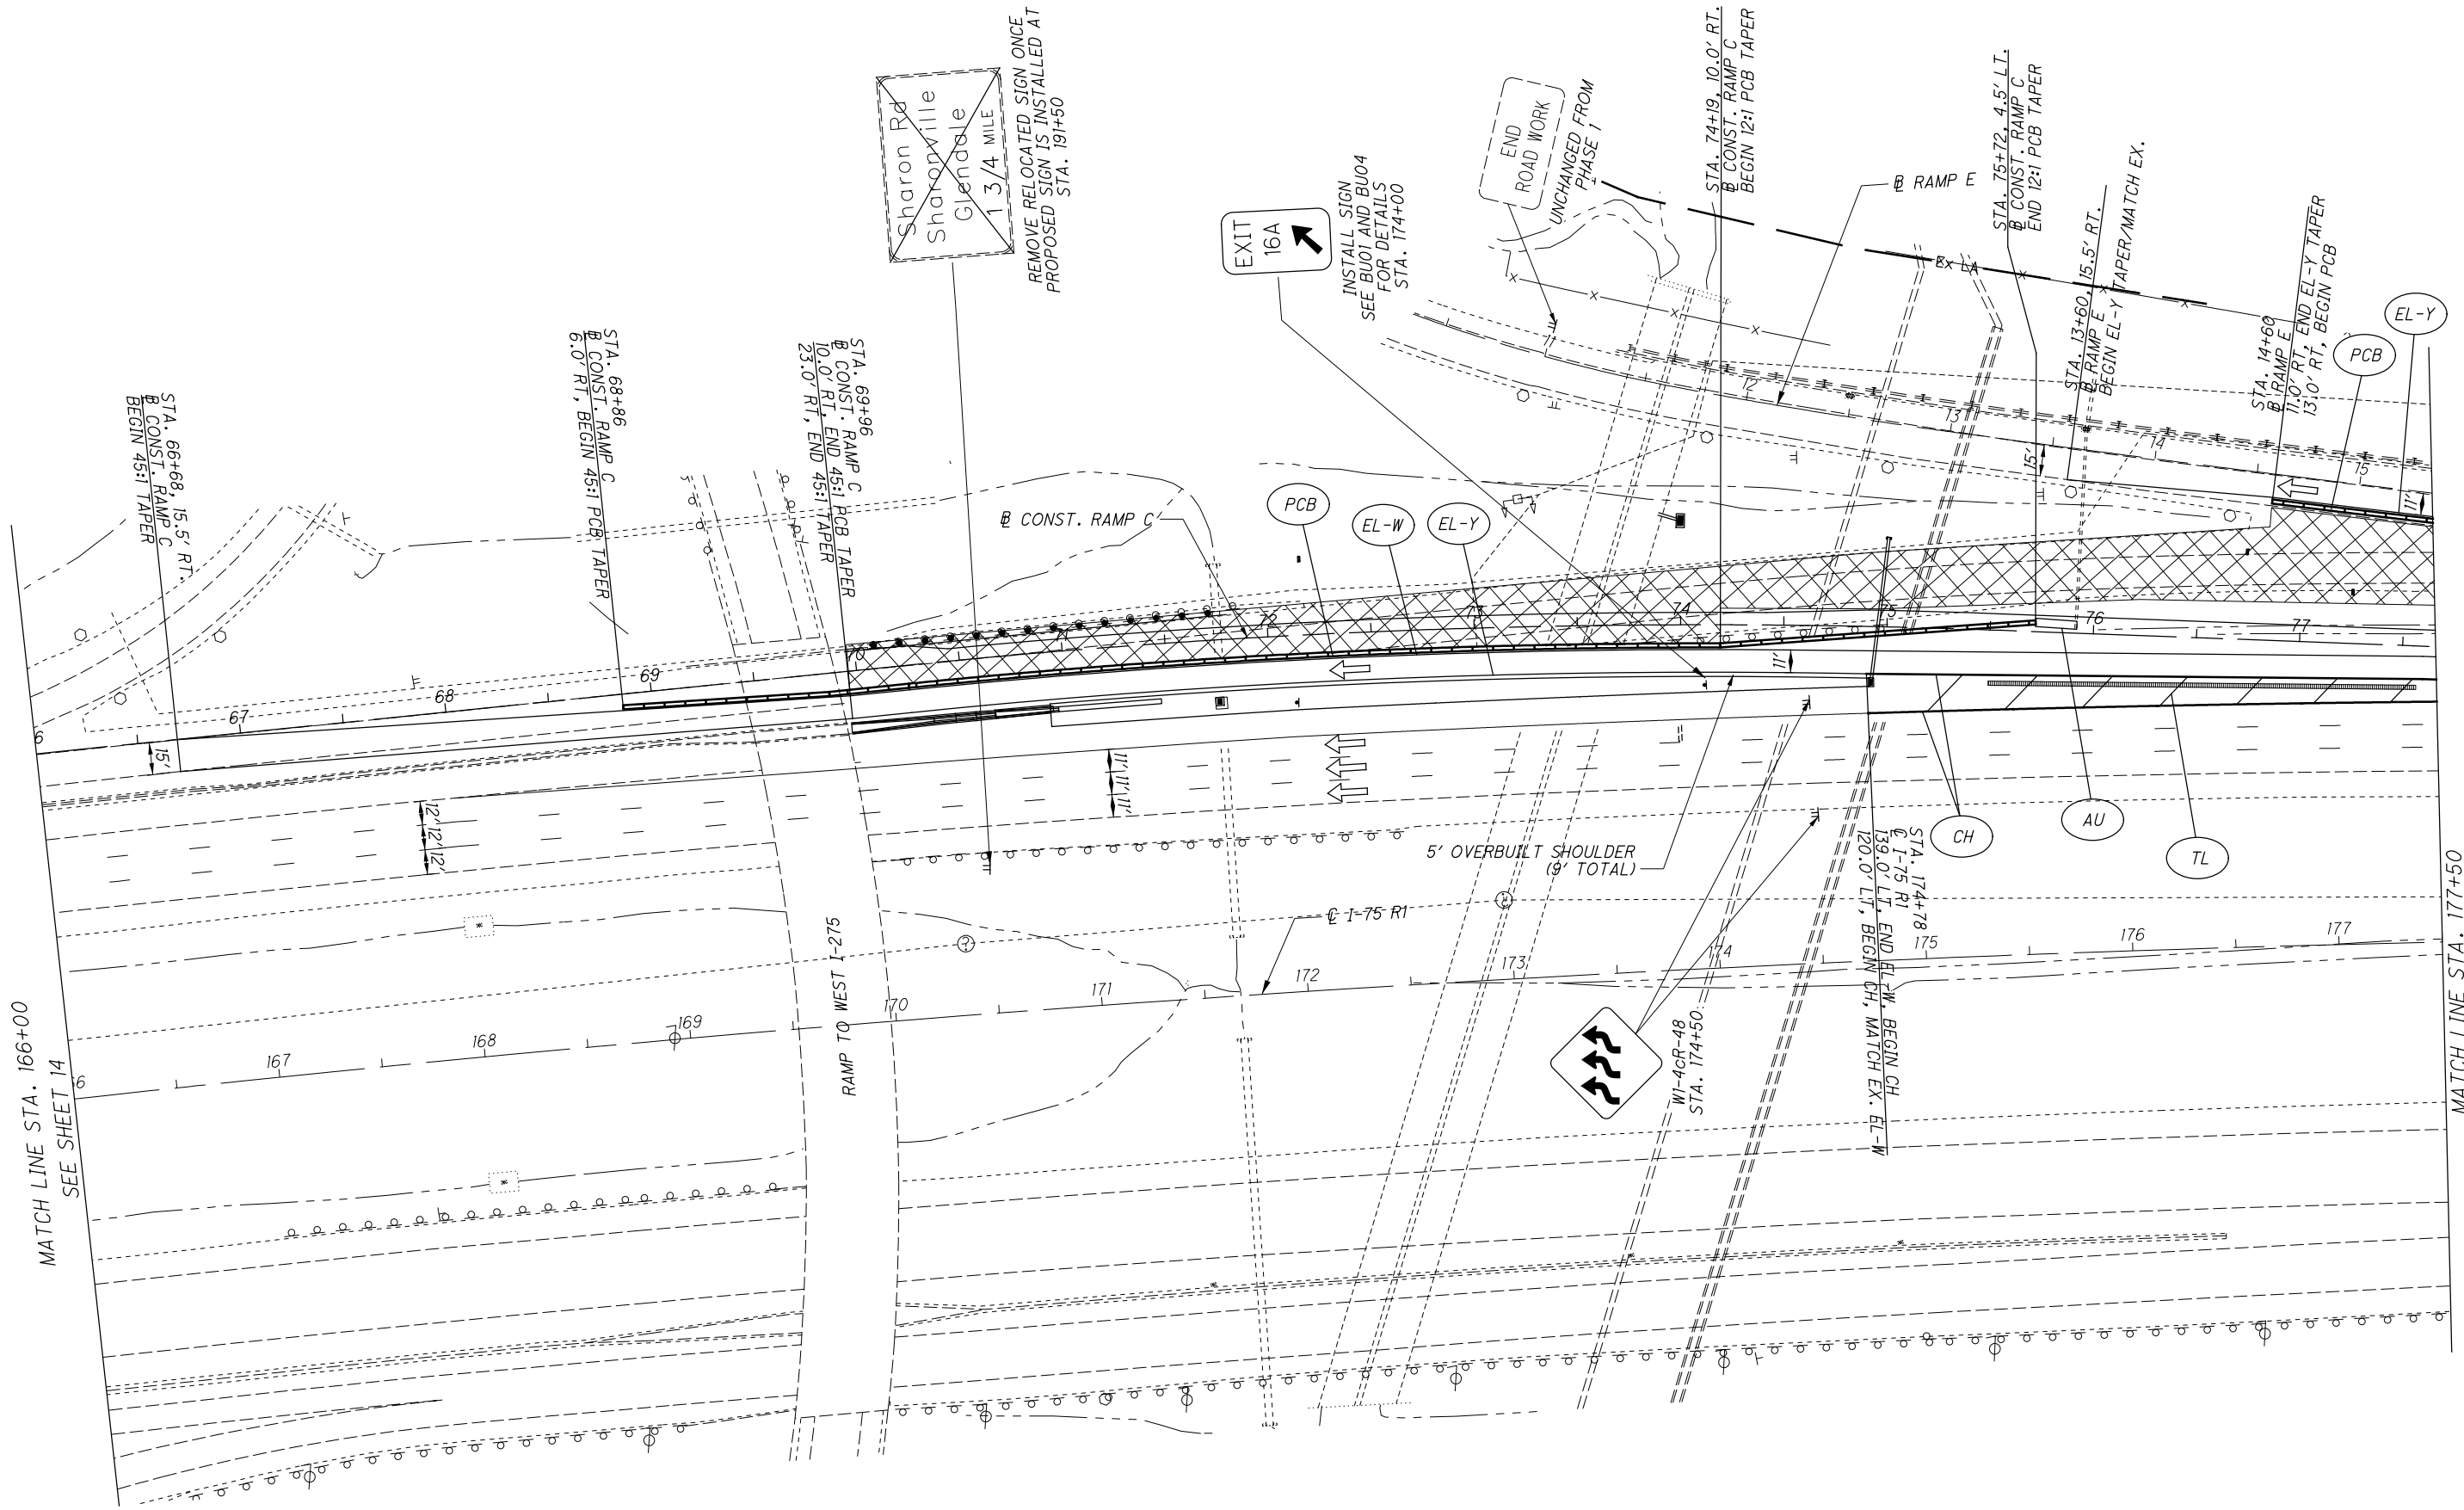 Sharon Rd
Sharonville
Glendale
1 3/4 MILE
REMOVE RELOCATED SIGN ONCE
PROPOSED SIGN IS INSTALLED AT
STA. 191+50
EXIT
16A
INSTALL SIGN
SEE BU01 AND BU04
FOR DETAILS
STA. 174+00
END
ROAD WORK
UNCHANGED FROM
PHASE 1
STA. 74+19, 10.0' RT.
B CONST. RAMP C
BEGIN 12:1 PCB TAPER
B RAMP E
STA. 75+72, 4.5' LT.
B CONST. RAMP C
END 12:1 PCB TAPER
EX LA
STA. 13+60, 15.5' RT.
B RAMP E
BEGIN EL-Y TAPER/MATCH EX.
STA. 14+60
B RAMP E
11.0' RT, END EL-Y TAPER
13.0' RT, BEGIN PCB
PCB
EL-Y
STA. 66+68, 15.5' RT.
B CONST. RAMP C
BEGIN 45:1 TAPER
STA. 68+86
B CONST. RAMP C
6.0' RT, BEGIN 45:1 PCB TAPER
STA. 69+96
B CONST. RAMP C
10.0' RT, END 45:1 PCB TAPER
23.0' RT, END 45:1 TAPER
B CONST. RAMP C
PCB
EL-W
EL-Y
12
13
14
15
15'
11'
6
67
68
69
70
71
72
73
74
75
76
77
15'
11'
12' 12' 12'
11' 11' 11'
5' OVERBUILT SHOULDER
(9' TOTAL)
CH
AU
TL
STA. 174+78
CL I-75 R1
139.0' LT, END EL-W, BEGIN CH
120.0' LT, BEGIN CH, MATCH EX. EL-W
RAMP TO WEST I-275
CL I-75 R1
66
167
168
169
170
171
172
173
174
175
176
177
W1-4cR-48
STA. 174+50
MATCH LINE STA. 166+00
SEE SHEET 14
MATCH LINE STA. 177+50